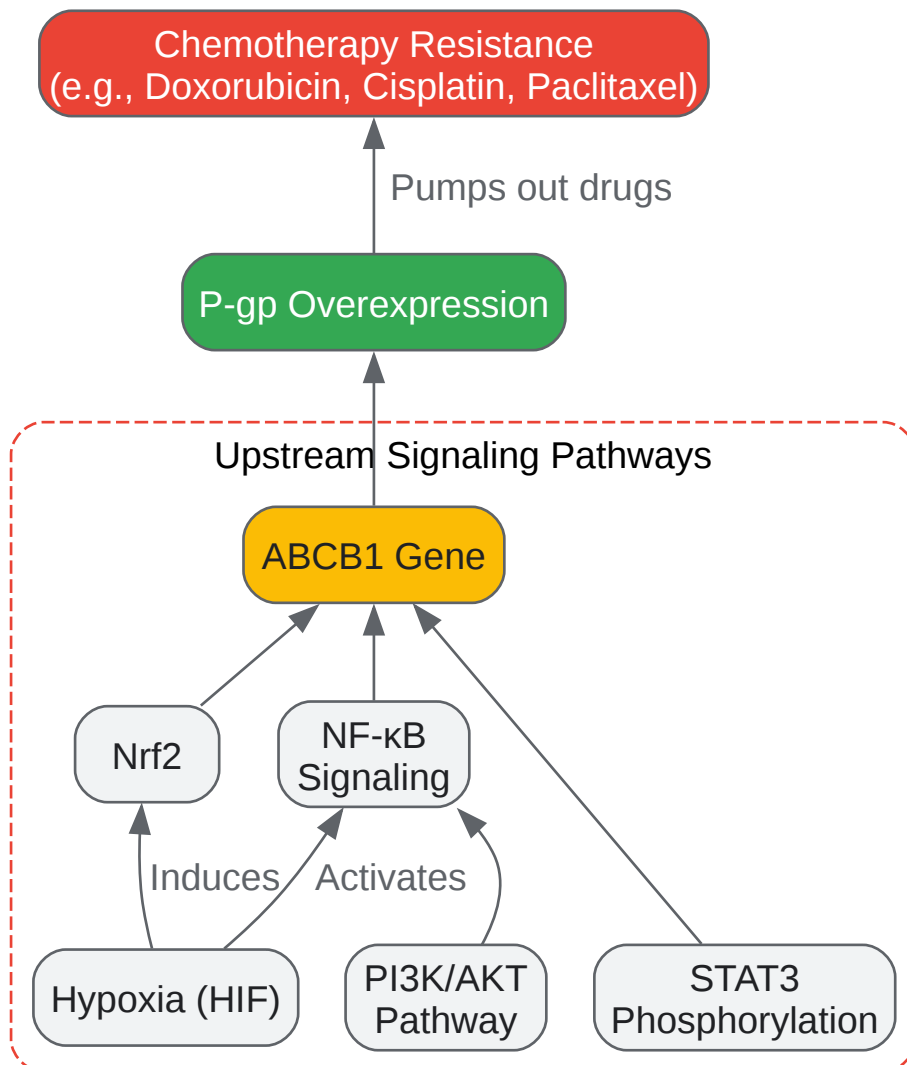 Chemotherapy Resistance
(e.g., Doxorubicin, Cisplatin, Paclitaxel)
Pumps out drugs
P-gp Overexpression
Upstream Signaling Pathways
ABCB1 Gene
Nrf2
NF-κB
Signaling
Induces
Activates
Hypoxia (HIF)
PI3K/AKT
Pathway
STAT3
Phosphorylation